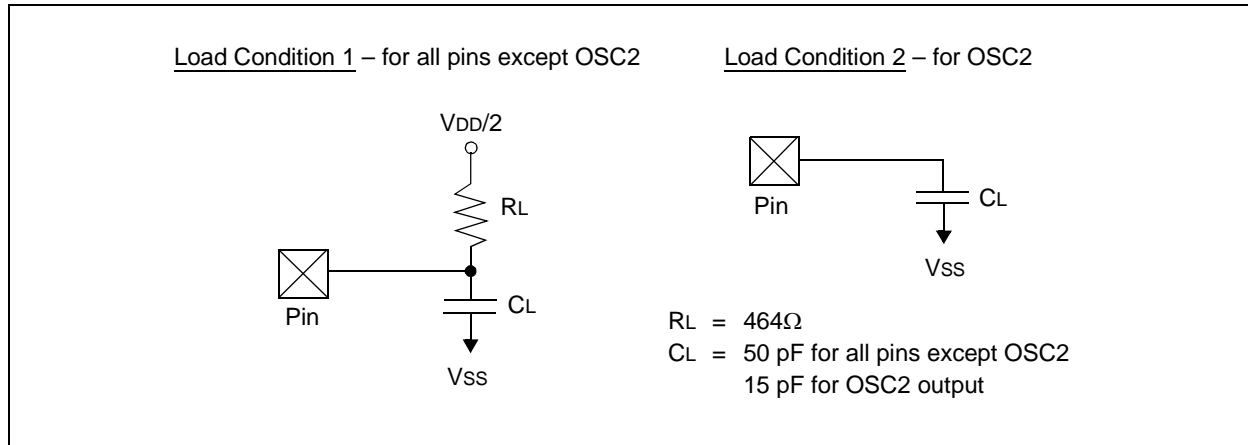 Load Condition 1 – for all pins except OSC2
VDD/2
RL
Pin
CL
VSS
Load Condition 2 – for OSC2
Pin
CL
VSS
RL = 464Ω
CL = 50 pF for all pins except OSC2
15 pF for OSC2 output